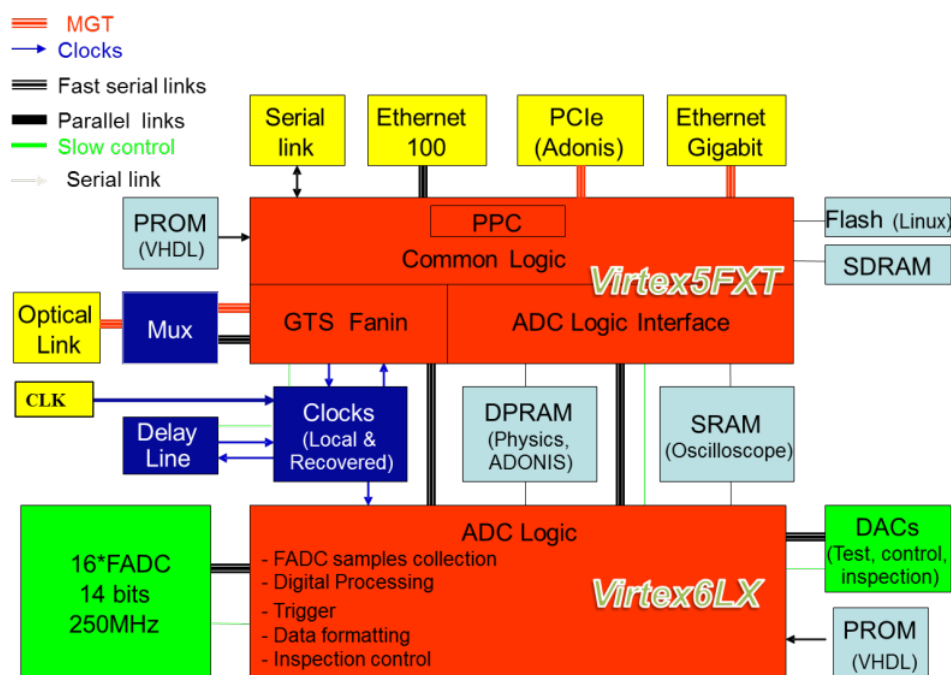 MGT
Clocks
Fast serial links
Parallel links
Slow control
Serial link
Serial
link
Ethernet
100
PCIe
(Adonis)
Ethernet
Gigabit
PROM
(VHDL)
PPC
Common Logic
Virtex5FXT
Flash (Linux)
SDRAM
Optical
Link
Mux
GTS Fanin
ADC Logic Interface
CLK
Delay
Line
Clocks
(Local &
Recovered)
DPRAM
(Physics,
ADONIS)
SRAM
(Oscilloscope)
16*FADC
14 bits
250MHz
ADC Logic
- FADC samples collection
- Digital Processing
- Trigger
- Data formatting
- Inspection control
Virtex6LX
DACs
(Test, control,
inspection)
PROM
(VHDL)